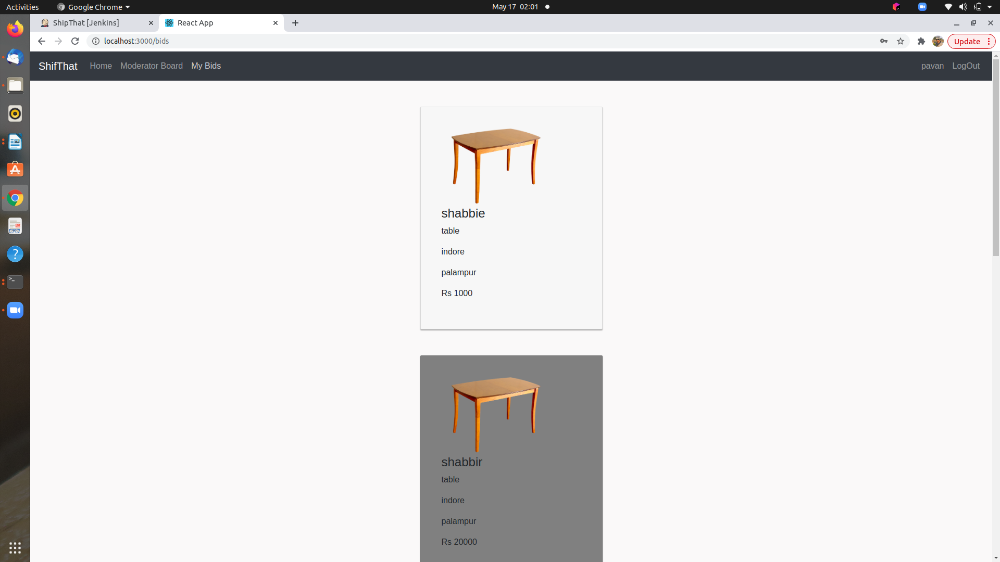 Activities Google Chrome May 17 02:01
ShipThat [Jenkins] React App
localhost:3000/bids Update
ShifThat Home Moderator Board My Bids pavan LogOut
shabbie
table
indore
palampur
Rs 1000
shabbir
table
indore
palampur
Rs 20000